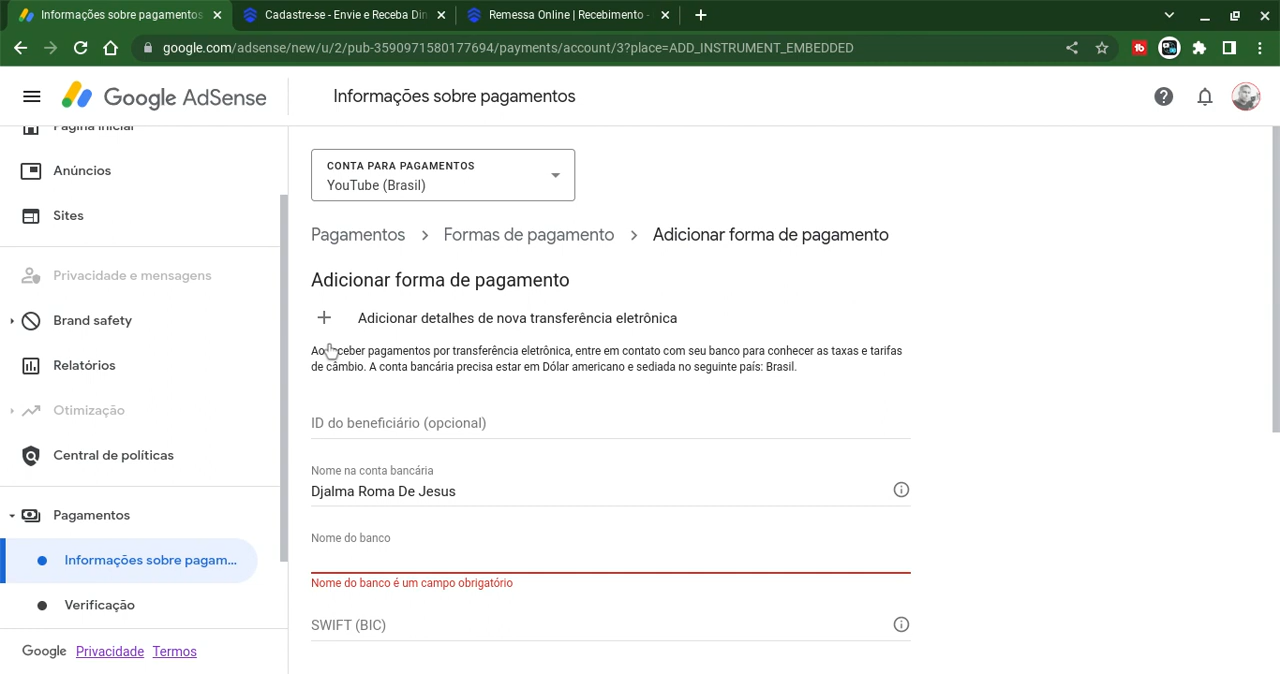 Informações sobre pagamentos
Cadastre-se - Envie e Receba Din
Remessa Online | Recebimento -
google.com/adsense/new/u/2/pub-3590971580177694/payments/account/3?place=ADD_INSTRUMENT_EMBEDDED
Google AdSense
Informações sobre pagamentos
Página inicial
Anúncios
Sites
Privacidade e mensagens
Brand safety
Relatórios
Otimização
Central de políticas
Pagamentos
Informações sobre pagam...
Verificação
Google Privacidade Termos
CONTA PARA PAGAMENTOS
YouTube (Brasil)
Pagamentos > Formas de pagamento > Adicionar forma de pagamento
Adicionar forma de pagamento
+ Adicionar detalhes de nova transferência eletrônica
Ao receber pagamentos por transferência eletrônica, entre em contato com seu banco para conhecer as taxas e tarifas
de câmbio. A conta bancária precisa estar em Dólar americano e sediada no seguinte país: Brasil.
ID do beneficiário (opcional)
Nome na conta bancária
Djalma Roma De Jesus
Nome do banco
Nome do banco é um campo obrigatório
SWIFT (BIC)